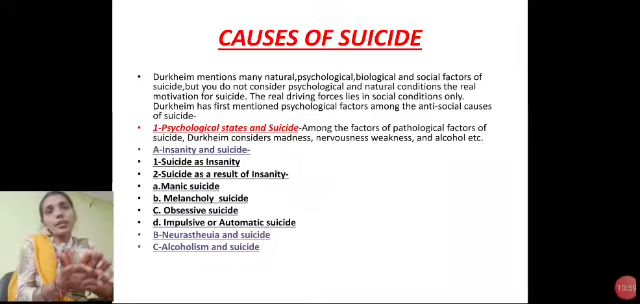 CAUSES OF SUICIDE
Durkheim mentions many natural,psychological,biological and social factors of
suicide,but you do not consider psychological and natural conditions the real
motivation for suicide. The real driving forces lies in social conditions only.
Durkheim has first mentioned psychological factors among the anti-social causes
of suicide-
1-Psychological states and Suicide-Among the factors of pathological factors of
suicide, Durkheim considers madness, nervousness weakness, and alcohol etc.
A-Insanity and suicide-
1-Suicide as Insanity
2-Suicide as a result of Insanity-
a.Manic suicide
b. Melancholy suicide
C. Obsessive suicide
d. Impulsive or Automatic suicide
B-Neurastheuia and suicide
C-Alcoholism and suicide
10:59